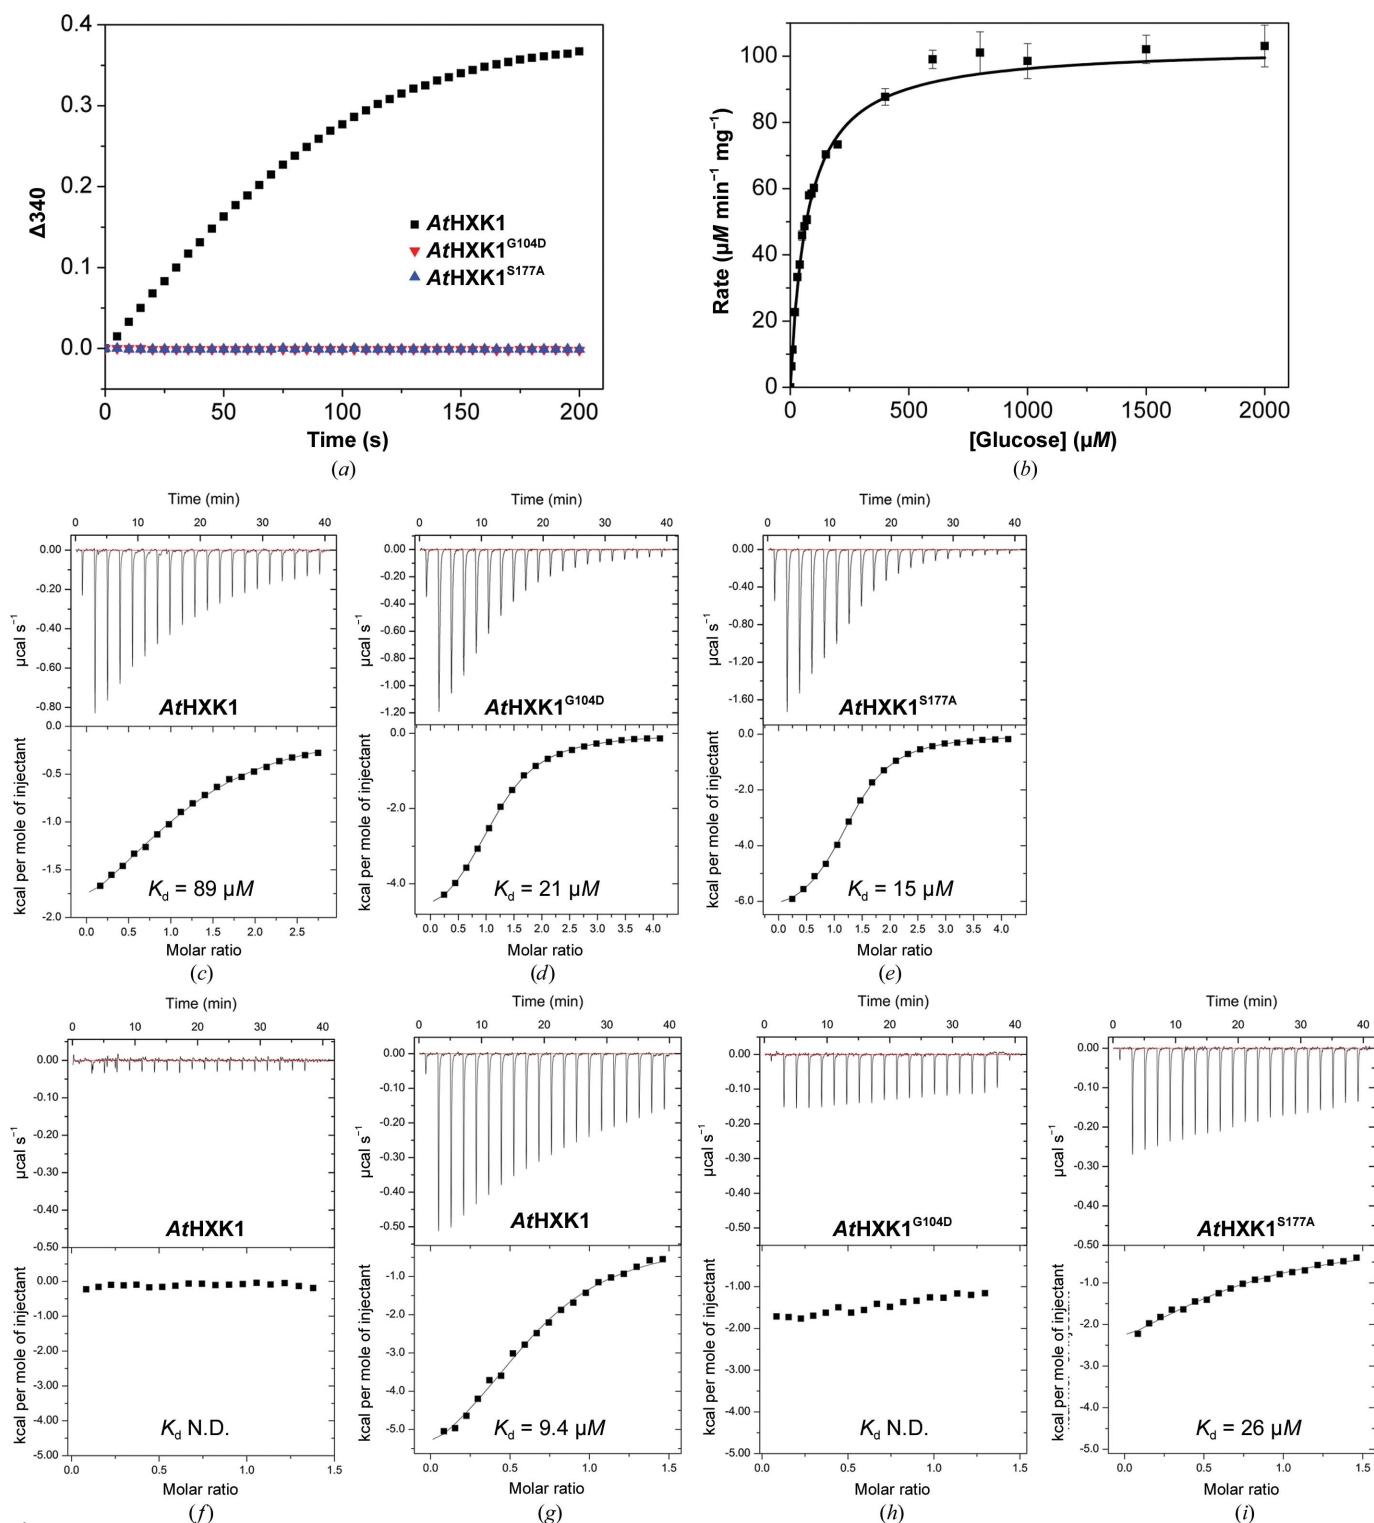 0.4
0.3
0.2
0.1
0.0
Δ340
AtHXK1
AtHXK1^G104D
AtHXK1^S177A
0 50 100 150 200
Time (s)
(a)
100
80
60
40
20
0
Rate (µM min⁻¹ mg⁻¹)
0 500 1000 1500 2000
[Glucose] (µM)
(b)
Time (min)
0 10 20 30 40
0.00
-0.20
-0.40
-0.60
-0.80
µcal s⁻¹
AtHXK1
0.0
-0.5
-1.0
-1.5
-2.0
kcal per mole of injectant
Kd = 89 µM
0.0 0.5 1.0 1.5 2.0 2.5
Molar ratio
(c)
Time (min)
0 10 20 30 40
0.00
-0.20
-0.40
-0.60
-0.80
-1.00
-1.20
µcal s⁻¹
AtHXK1^G104D
0.0
-2.0
-4.0
kcal per mole of injectant
Kd = 21 µM
0.0 0.5 1.0 1.5 2.0 2.5 3.0 3.5 4.0
Molar ratio
(d)
Time (min)
0 10 20 30 40
0.00
-0.40
-0.80
-1.20
-1.60
µcal s⁻¹
AtHXK1^S177A
0.0
-2.0
-4.0
-6.0
kcal per mole of injectant
Kd = 15 µM
0.0 0.5 1.0 1.5 2.0 2.5 3.0 3.5 4.0
Molar ratio
(e)
Time (min)
0 10 20 30 40
0.00
-0.10
-0.20
-0.30
-0.40
-0.50
µcal s⁻¹
AtHXK1
0.00
-1.00
-2.00
-3.00
-4.00
-5.00
kcal per mole of injectant
Kd N.D.
0.0 0.5 1.0 1.5
Molar ratio
(f)
Time (min)
0 10 20 30 40
0.00
-0.10
-0.20
-0.30
-0.40
-0.50
µcal s⁻¹
AtHXK1
-1.0
-2.0
-3.0
-4.0
-5.0
kcal per mole of injectant
Kd = 9.4 µM
0.0 0.5 1.0 1.5
Molar ratio
(g)
Time (min)
0 10 20 30 40
0.00
-0.10
-0.20
-0.30
-0.40
-0.50
µcal s⁻¹
AtHXK1^G104D
-1.00
-2.00
-3.00
-4.00
-5.00
kcal per mole of injectant
Kd N.D.
0.0 0.5 1.0 1.5
Molar ratio
(h)
Time (min)
0 10 20 30 40
0.00
-0.10
-0.20
-0.30
-0.40
-0.50
µcal s⁻¹
AtHXK1^S177A
-1.0
-2.0
-3.0
-4.0
-5.0
kcal per mole of injectant
Kd = 26 µM
0.0 0.5 1.0 1.5
Molar ratio
(i)